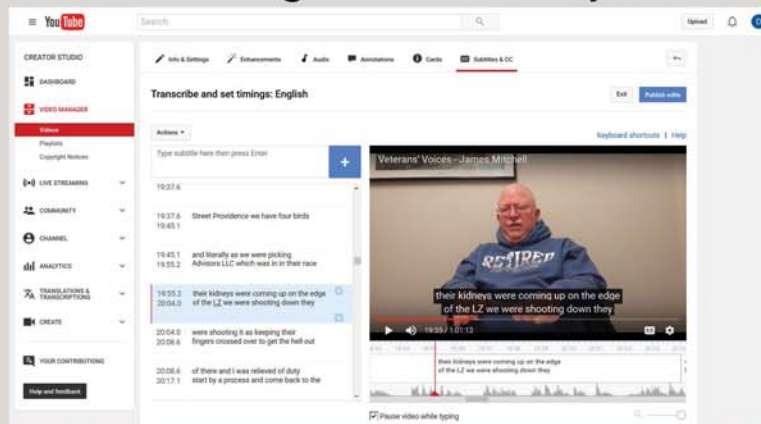 YouTube
Search
Upload
CREATOR STUDIO
DASHBOARD
VIDEO MANAGER
Videos
Playlists
Copyright Notices
LIVE STREAMING
COMMUNITY
CHANNEL
ANALYTICS
TRANSLATIONS &
TRANSCRIPTIONS
CREATE
YOUR CONTRIBUTIONS
Help and feedback
Info & Settings
Enhancements
Audio
Annotations
Cards
Subtitles & CC
Transcribe and set timings: English
Exit
Publish edits
Actions
Keyboard shortcuts | Help
Type subtitle here then press Enter
+
19:37.6
19:37.6 Street Providence we have four birds
19:45.1
19:45.1 and literally as we were picking
19:55.2 Advisors LLC which was in in their race
19:55.2 their kidneys were coming up on the edge
20:04.0 of the LZ we were shooting down they
20:04.0 were shooting it as keeping their
20:08.6 fingers crossed over to get the hell out
20:08.6 of there and I was relieved of duty
20:17.1 start by a process and come back to the
Veterans' Voices - James Mitchell
RETIRED
their kidneys were coming up on the edge
of the LZ we were shooting down they
19:55 / 1:01:13
their kidneys were coming up on the edge
of the LZ we were shooting down they
Pause video while typing